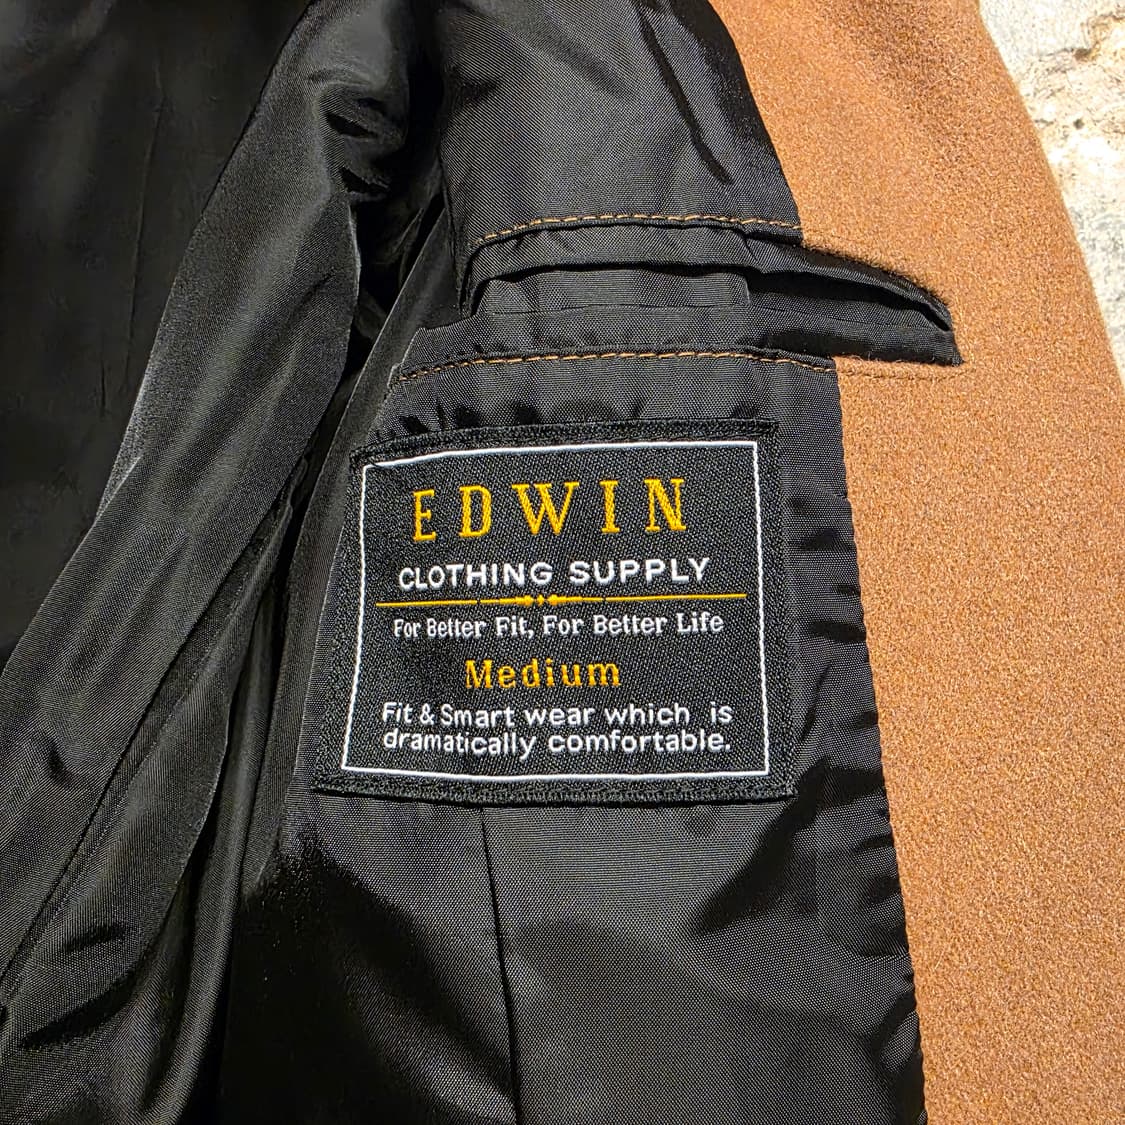 EDWIN
CLOTHING SUPPLY
For Better Fit, For Better Life
Medium
Fit & Smart wear which is
dramatically comfortable.